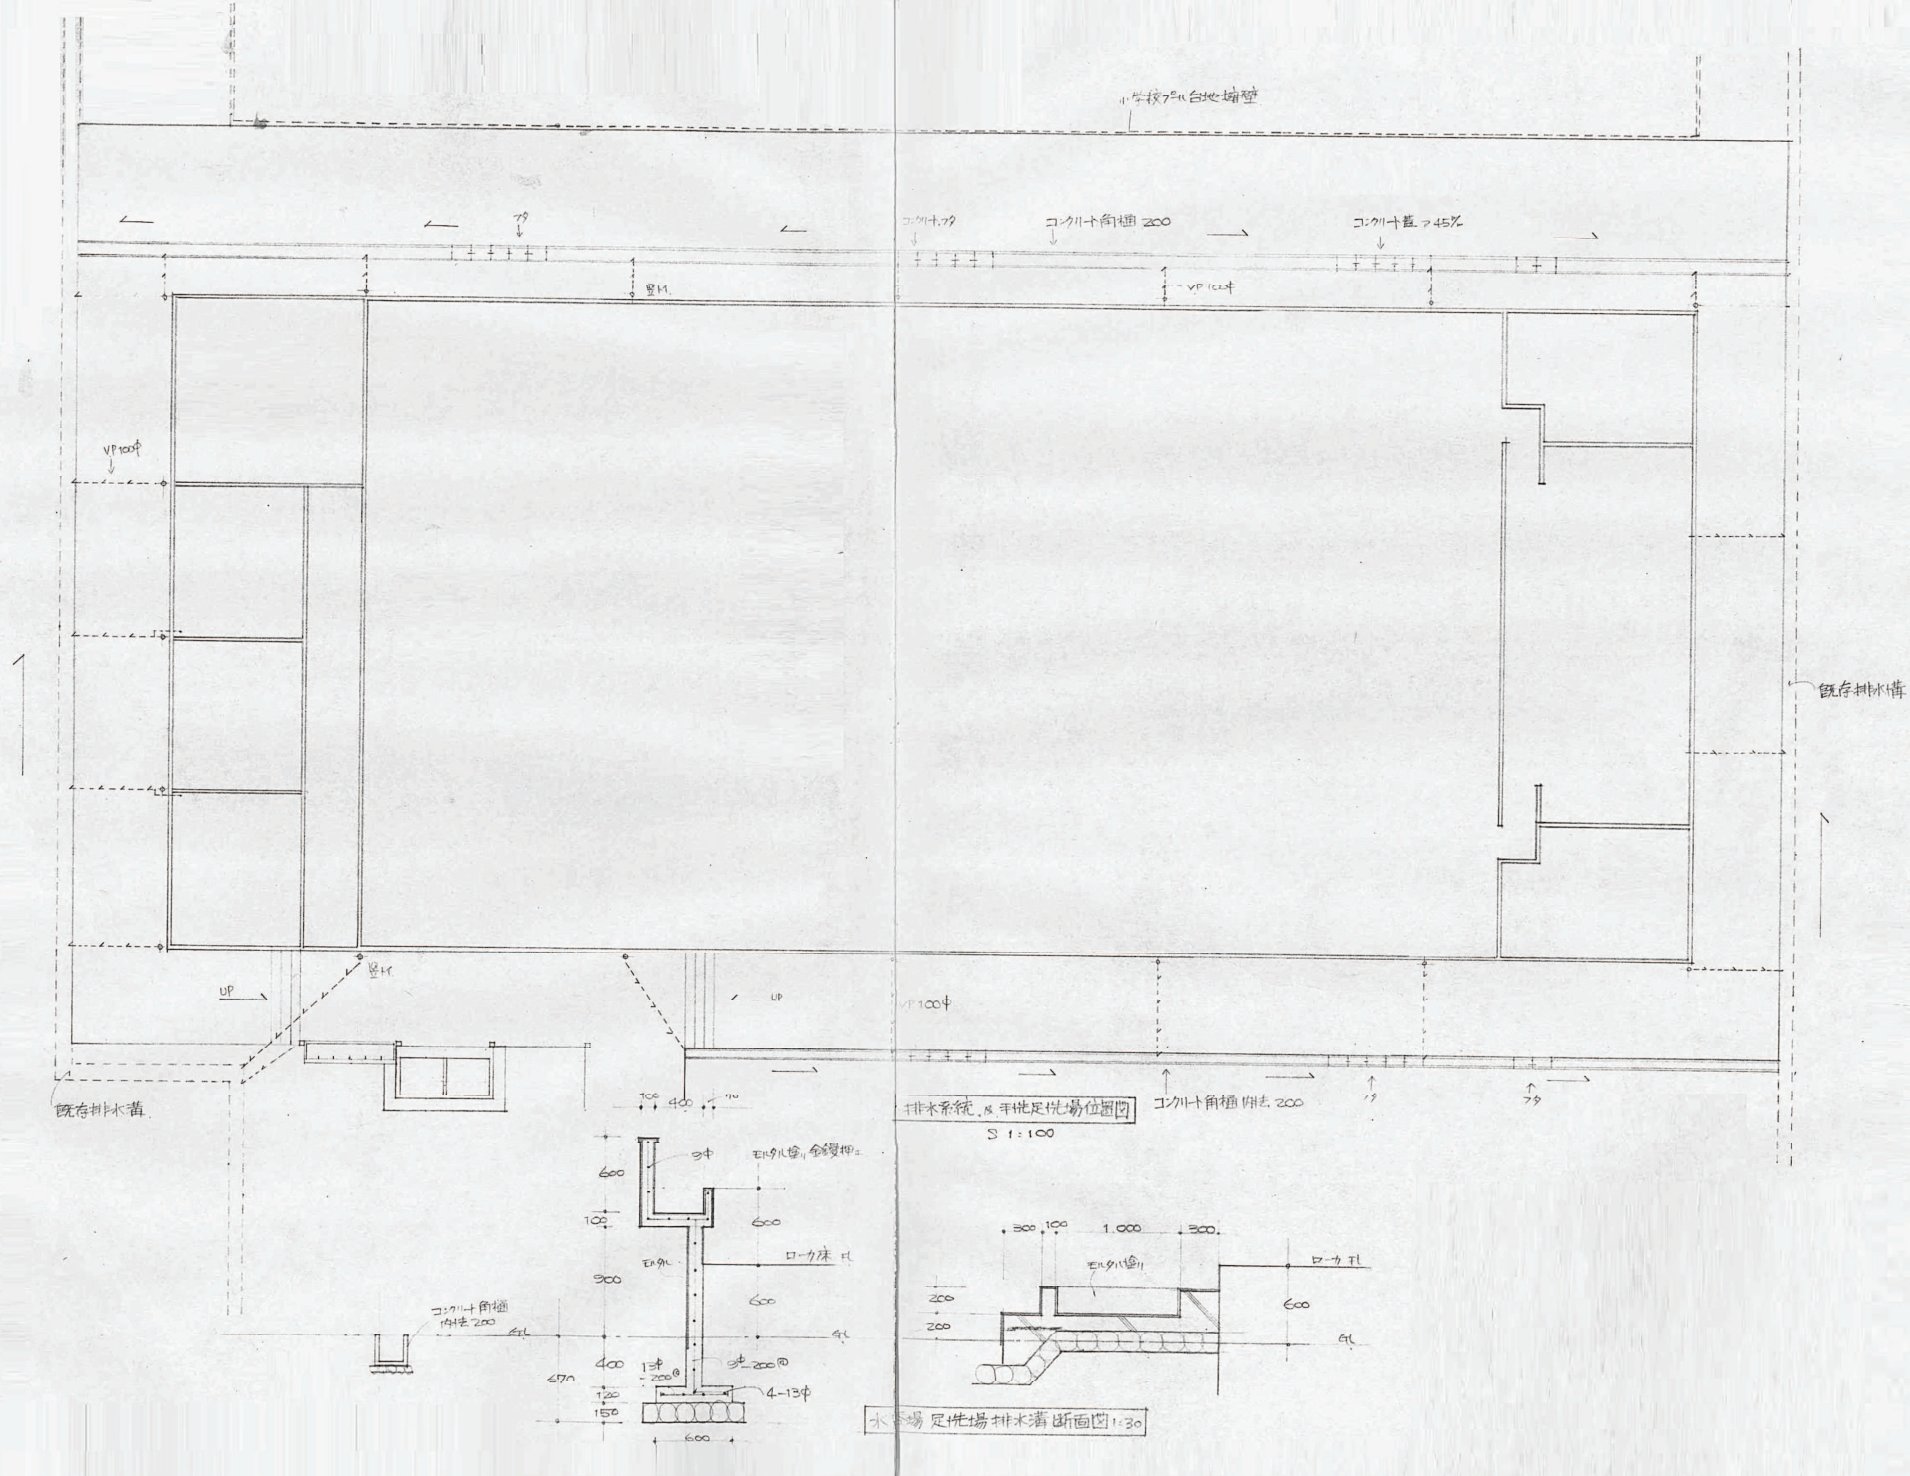 小学校プール台地擁壁
フタ
コンクリートフタ
コンクリート角樋 200
コンクリート蓋
竪樋
VP100φ
VP100φ
既存排水溝
竪樋
UP
UP
VP100φ
既存排水溝
フタ
フタ
コンクリート角樋 内法 200
排水系統 & 手洗足洗場位置図
S 1:100
100
400
100
600
9φ
モルタル塗り金鏝押エ
100
600
モルタル
ローカ床 FL
900
600
コンクリート角樋
内法 200
GL
GL
400
13φ
-200@
9φ-200@
670
120
4-13φ
150
600
300
100
1.000
300
モルタル塗り
ローカ FL
200
600
200
GL
足洗場 排水溝 断面図 1:30